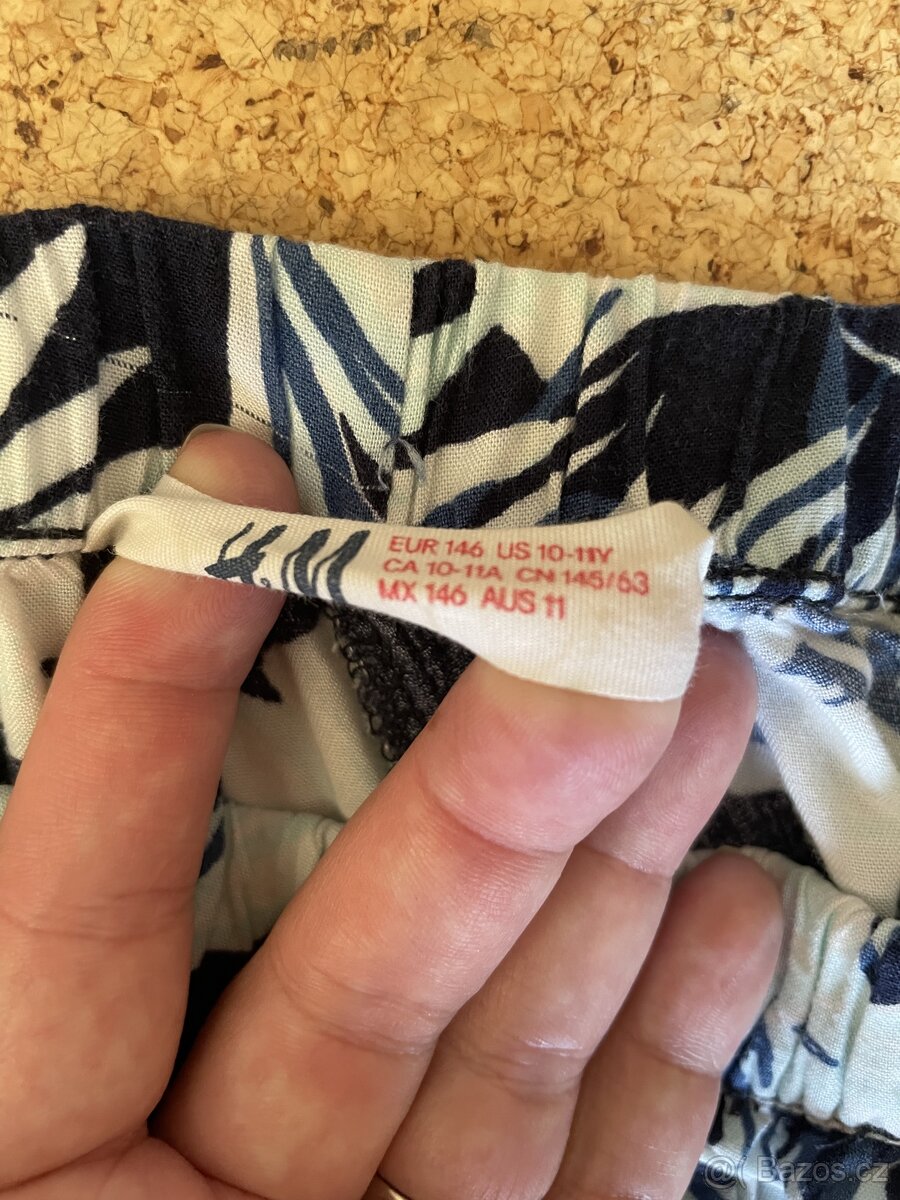 H&M
EUR 146 US 10-11Y
CA 10-11A CN 145/63
MX 146 AUS 11
@ Bazos.cz